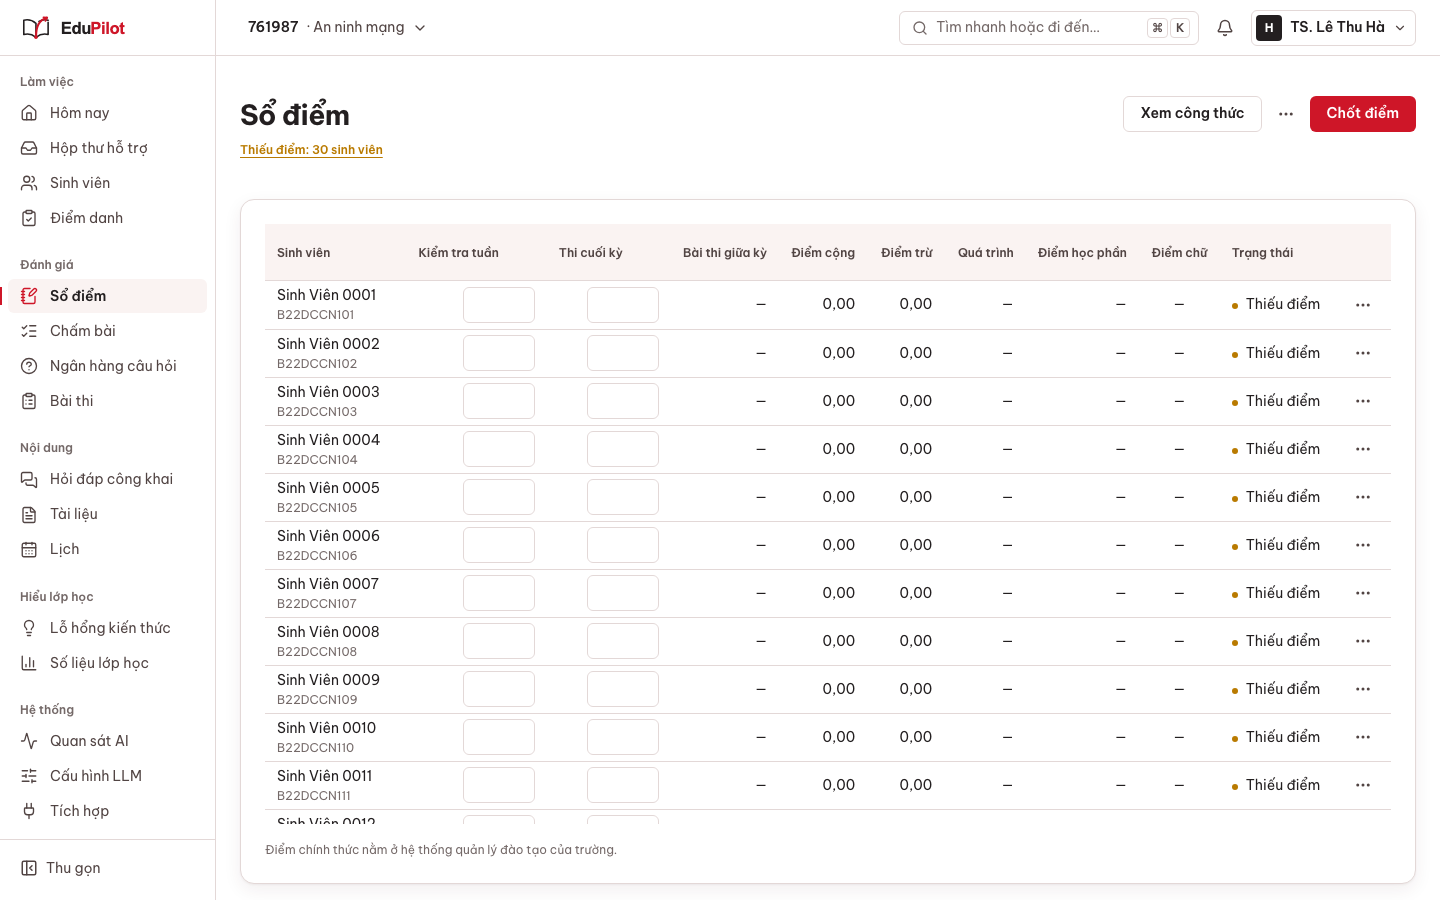 EduPilot
761987 · An ninh mạng
Tìm nhanh hoặc đi đến...
⌘ K
H TS. Lê Thu Hà
Làm việc
Hôm nay
Hộp thư hỗ trợ
Sinh viên
Điểm danh
Đánh giá
Sổ điểm
Chấm bài
Ngân hàng câu hỏi
Bài thi
Nội dung
Hỏi đáp công khai
Tài liệu
Lịch
Hiểu lớp học
Lỗ hổng kiến thức
Số liệu lớp học
Hệ thống
Quan sát AI
Cấu hình LLM
Tích hợp
Thu gọn
Sổ điểm
Thiếu điểm: 30 sinh viên
Xem công thức
Chốt điểm
Sinh viên Kiểm tra tuần Thi cuối kỳ Bài thi giữa kỳ Điểm cộng Điểm trừ Quá trình Điểm học phần Điểm chữ Trạng thái
Sinh Viên 0001 – 0,00 0,00 – – – Thiếu điểm
B22DCCN101
Sinh Viên 0002 – 0,00 0,00 – – – Thiếu điểm
B22DCCN102
Sinh Viên 0003 – 0,00 0,00 – – – Thiếu điểm
B22DCCN103
Sinh Viên 0004 – 0,00 0,00 – – – Thiếu điểm
B22DCCN104
Sinh Viên 0005 – 0,00 0,00 – – – Thiếu điểm
B22DCCN105
Sinh Viên 0006 – 0,00 0,00 – – – Thiếu điểm
B22DCCN106
Sinh Viên 0007 – 0,00 0,00 – – – Thiếu điểm
B22DCCN107
Sinh Viên 0008 – 0,00 0,00 – – – Thiếu điểm
B22DCCN108
Sinh Viên 0009 – 0,00 0,00 – – – Thiếu điểm
B22DCCN109
Sinh Viên 0010 – 0,00 0,00 – – – Thiếu điểm
B22DCCN110
Sinh Viên 0011 – 0,00 0,00 – – – Thiếu điểm
B22DCCN111
Sinh Viên 0012
Điểm chính thức nằm ở hệ thống quản lý đào tạo của trường.